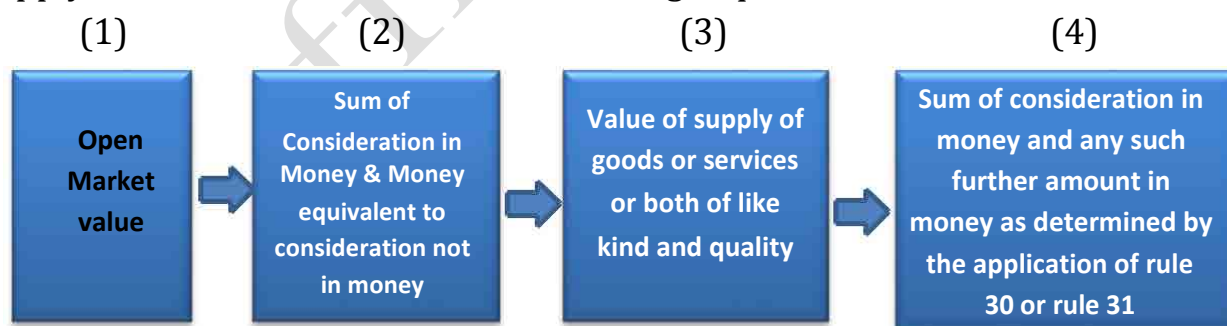 (1) (2) (3) (4)
Open
Market
value
Sum of
Consideration in
Money & Money
equivalent to
consideration not
in money
Value of supply of
goods or services
or both of like
kind and quality
Sum of consideration in
money and any such
further amount in
money as determined by
the application of rule
30 or rule 31